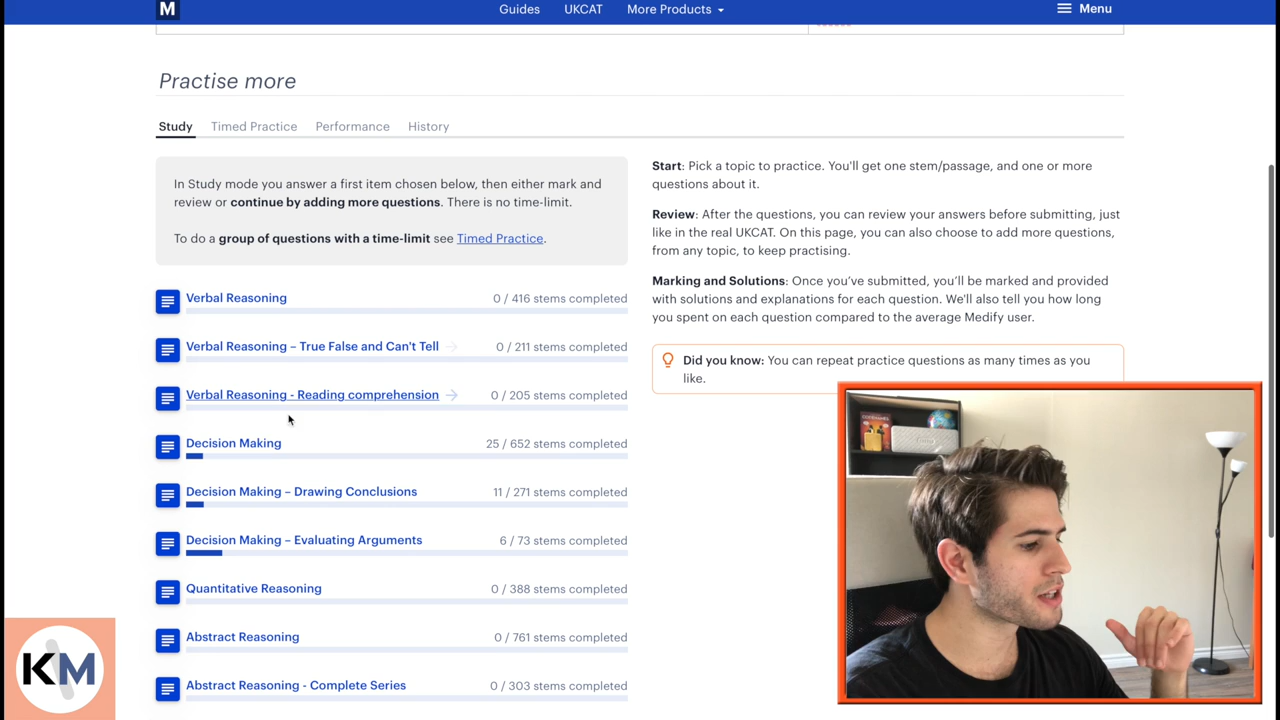 M
Guides
UKCAT
More Products
Menu
Practise more
Study
Timed Practice
Performance
History
In Study mode you answer a first item chosen below, then either mark and
review or continue by adding more questions. There is no time-limit.
To do a group of questions with a time-limit see Timed Practice.
Verbal Reasoning
0 / 416 stems completed
Verbal Reasoning – True False and Can't Tell
0 / 211 stems completed
Verbal Reasoning - Reading comprehension
0 / 205 stems completed
Decision Making
25 / 652 stems completed
Decision Making – Drawing Conclusions
11 / 271 stems completed
Decision Making – Evaluating Arguments
6 / 73 stems completed
Quantitative Reasoning
0 / 388 stems completed
Abstract Reasoning
0 / 761 stems completed
Abstract Reasoning - Complete Series
0 / 303 stems completed
Start: Pick a topic to practice. You'll get one stem/passage, and one or more
questions about it.
Review: After the questions, you can review your answers before submitting, just
like in the real UKCAT. On this page, you can also choose to add more questions,
from any topic, to keep practising.
Marking and Solutions: Once you've submitted, you'll be marked and provided
with solutions and explanations for each question. We'll also tell you how long
you spent on each question compared to the average Medify user.
Did you know: You can repeat practice questions as many times as you
like.
KM